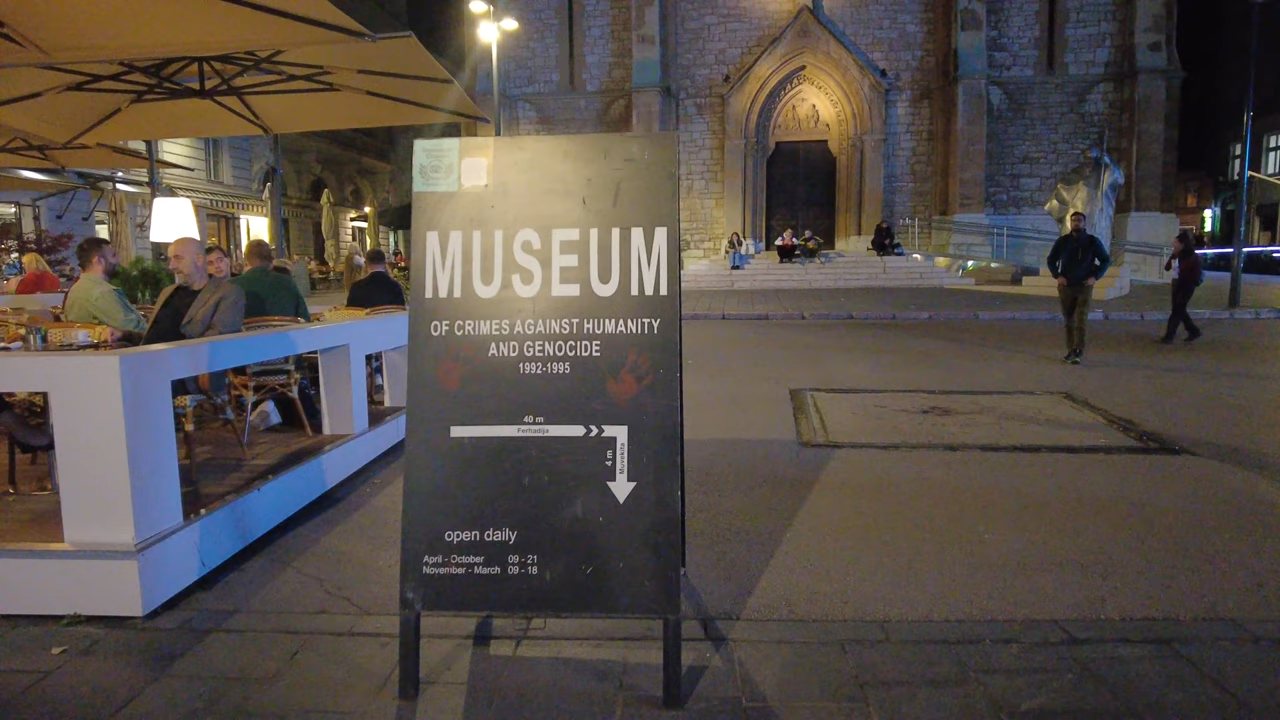 MUSEUM
OF CRIMES AGAINST HUMANITY
AND GENOCIDE
1992-1995
40 m
Ferhadija
4 m
Muvekita
open daily
April - October 09 - 21
November - March 09 - 18